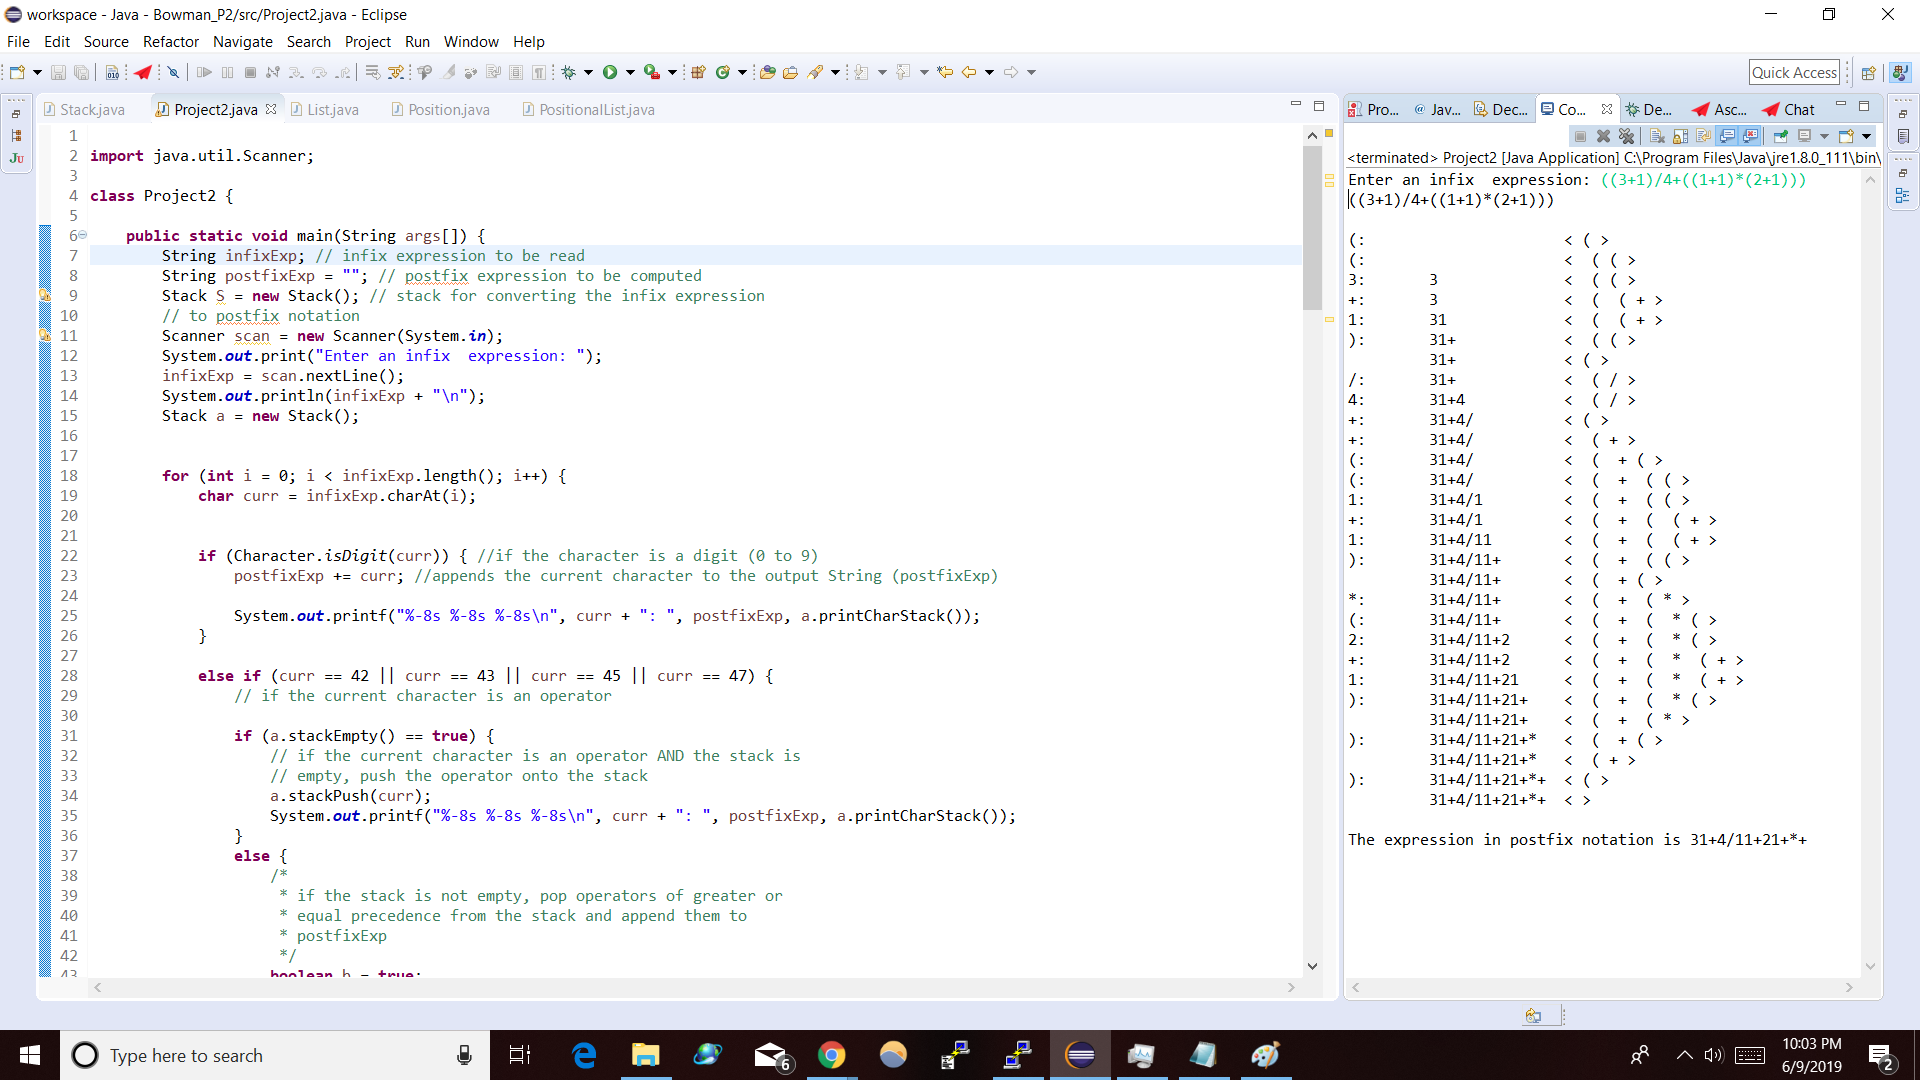 workspace - Java - Bowman_P2/src/Project2.java - Eclipse
File Edit Source Refactor Navigate Search Project Run Window Help
Quick Access
Stack.java Project2.java List.java Position.java PositionalList.java
1
2 import java.util.Scanner;
3
4 class Project2 {
5
6 public static void main(String args[]) {
7 String infixExp; // infix expression to be read
8 String postfixExp = ""; // postfix expression to be computed
9 Stack S = new Stack(); // stack for converting the infix expression
10 // to postfix notation
11 Scanner scan = new Scanner(System.in);
12 System.out.print("Enter an infix  expression: ");
13 infixExp = scan.nextLine();
14 System.out.println(infixExp + "\n");
15 Stack a = new Stack();
16
17
18 for (int i = 0; i < infixExp.length(); i++) {
19 char curr = infixExp.charAt(i);
20
21
22 if (Character.isDigit(curr)) { //if the character is a digit (0 to 9)
23 postfixExp += curr; //appends the current character to the output String (postfixExp)
24
25 System.out.printf("%-8s %-8s %-8s\n", curr + ": ", postfixExp, a.printCharStack());
26 }
27
28 else if (curr == 42 || curr == 43 || curr == 45 || curr == 47) {
29 // if the current character is an operator
30
31 if (a.stackEmpty() == true) {
32 // if the current character is an operator AND the stack is
33 // empty, push the operator onto the stack
34 a.stackPush(curr);
35 System.out.printf("%-8s %-8s %-8s\n", curr + ": ", postfixExp, a.printCharStack());
36 }
37 else {
38 /*
39 * if the stack is not empty, pop operators of greater or
40 * equal precedence from the stack and append them to
41 * postfixExp
42 */
43 boolean b = true;
Pro... Jav... Dec... Co... De... Asc... Chat
<terminated> Project2 [Java Application] C:\Program Files\Java\jre1.8.0_111\bin\
Enter an infix  expression: ((3+1)/4+((1+1)*(2+1)))
((3+1)/4+((1+1)*(2+1)))
(: < ( >
(: < ( ( >
3: 3 < ( ( >
+: 3 < ( ( + >
1: 31 < ( ( + >
): 31+ < ( ( >
31+ < ( >
/: 31+ < ( / >
4: 31+4 < ( / >
+: 31+4/ < ( >
+: 31+4/ < ( + >
(: 31+4/ < ( + ( >
(: 31+4/ < ( + ( ( >
1: 31+4/1 < ( + ( ( >
+: 31+4/1 < ( + ( ( + >
1: 31+4/11 < ( + ( ( + >
): 31+4/11+ < ( + ( ( >
31+4/11+ < ( + ( >
*: 31+4/11+ < ( + ( * >
(: 31+4/11+ < ( + ( * ( >
2: 31+4/11+2 < ( + ( * ( >
+: 31+4/11+2 < ( + ( * ( + >
1: 31+4/11+21 < ( + ( * ( + >
): 31+4/11+21+ < ( + ( * ( >
31+4/11+21+ < ( + ( * >
): 31+4/11+21+* < ( + ( >
31+4/11+21+* < ( + >
): 31+4/11+21+*+ < ( >
31+4/11+21+*+ < >
The expression in postfix notation is 31+4/11+21+*+
Type here to search
6
10:03 PM
6/9/2019
2